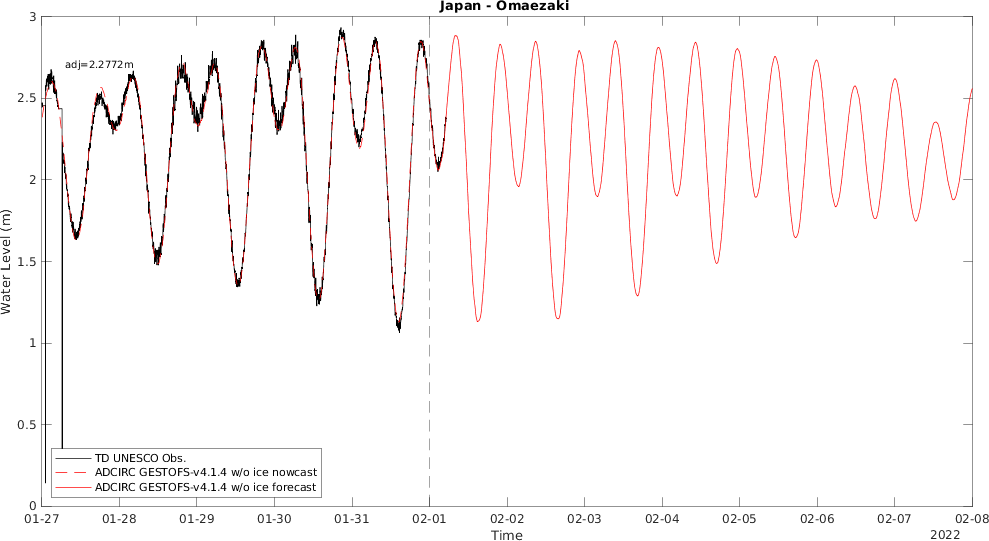 Japan - Omaezaki
3
adj=2.2772m
2.5
2
1.5
1
0.5
0
Water Level (m)
TD UNESCO Obs.
ADCIRC GESTOFS-v4.1.4 w/o ice nowcast
ADCIRC GESTOFS-v4.1.4 w/o ice forecast
01-27 01-28 01-29 01-30 01-31 02-01 02-02 02-03 02-04 02-05 02-06 02-07 02-08
Time
2022